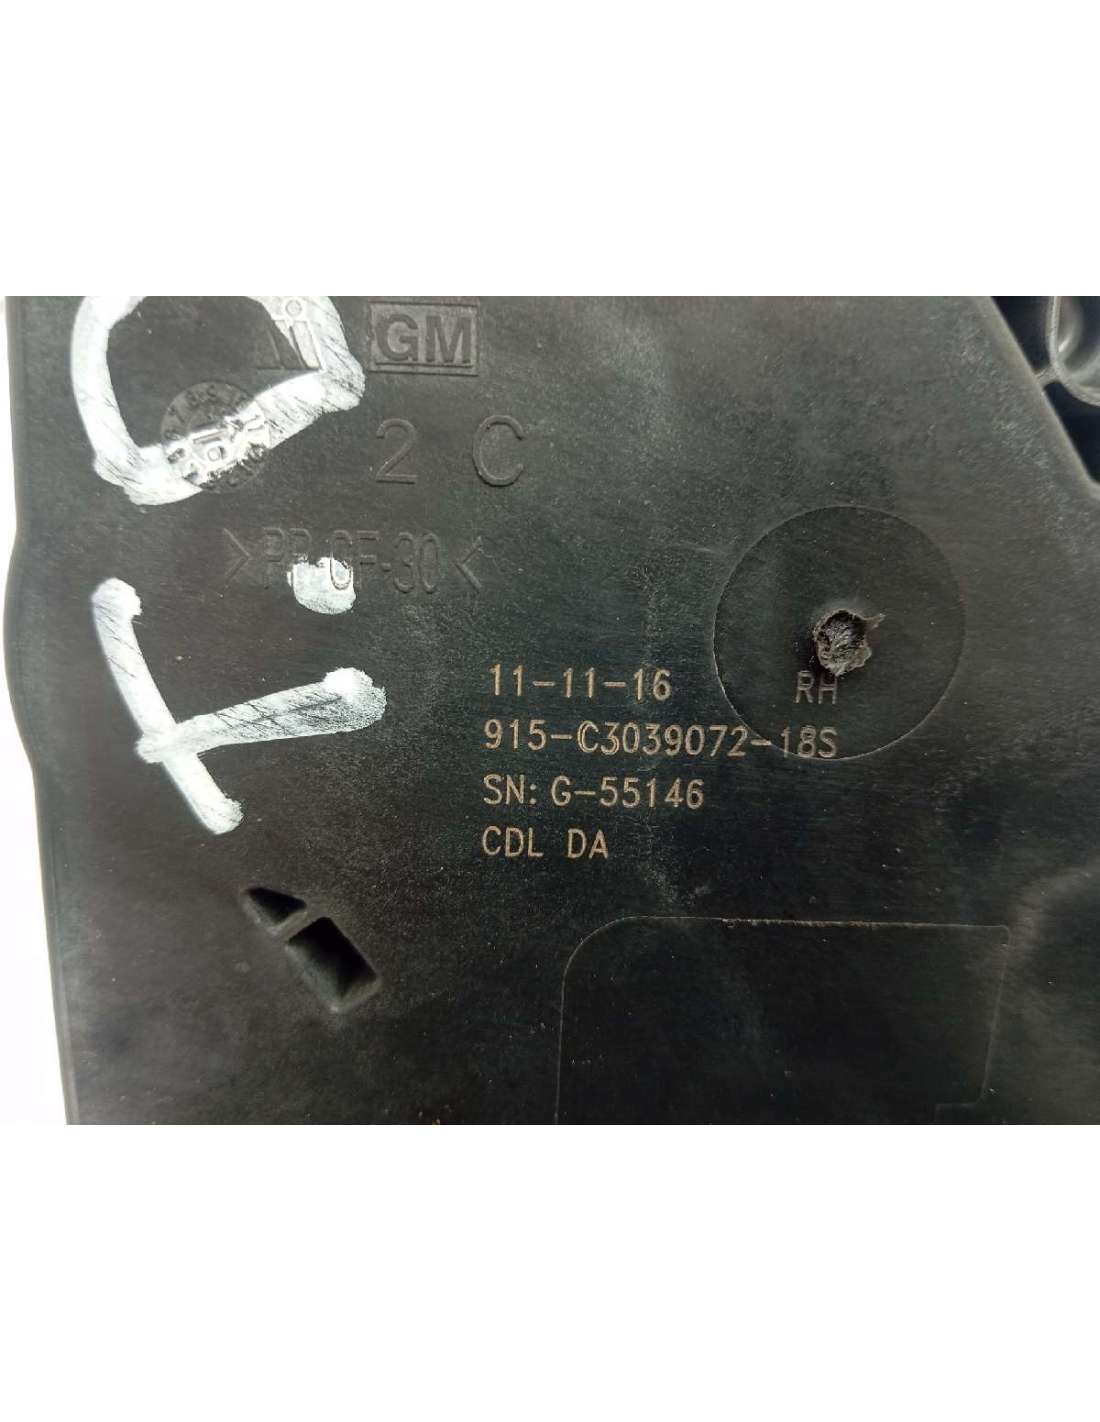 GM
2 C
>PP-GF-30<
11-11-16 RH
915-C3039072-18S
SN: G-55146
CDL DA
T.D